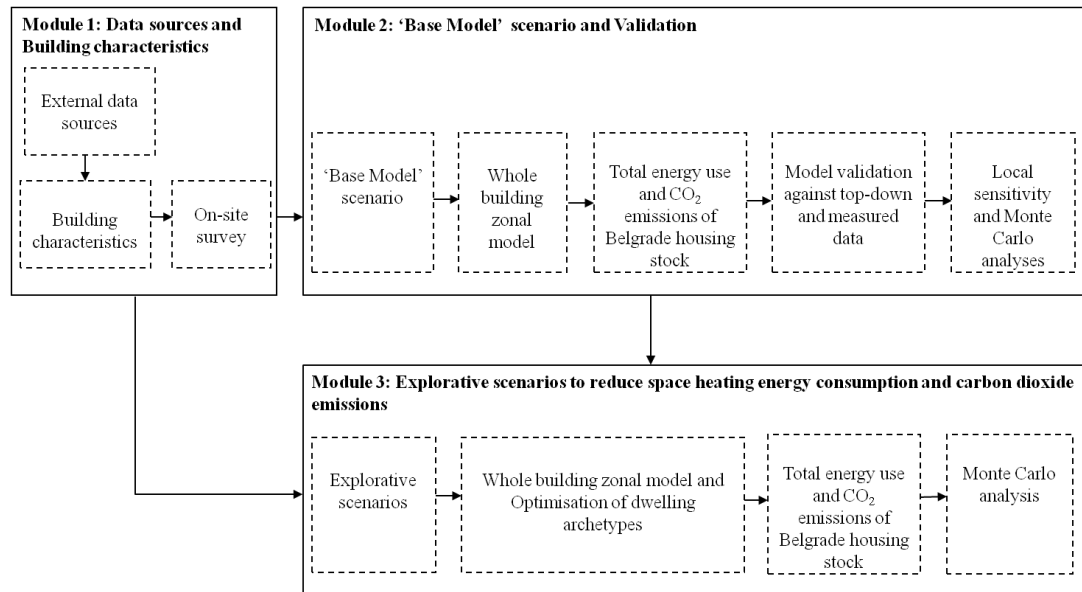 Module 1: Data sources and
Building characteristics
External data
sources
Building
characteristics
On-site
survey
Module 2: ‘Base Model’ scenario and Validation
‘Base Model’
scenario
Whole
building
zonal
model
Total energy use
and CO₂
emissions of
Belgrade housing
stock
Model validation
against top-down
and measured
data
Local
sensitivity
and Monte
Carlo
analyses
Module 3: Explorative scenarios to reduce space heating energy consumption and carbon dioxide
emissions
Explorative
scenarios
Whole building zonal model and
Optimisation of dwelling
archetypes
Total energy use
and CO₂
emissions of
Belgrade housing
stock
Monte Carlo
analysis